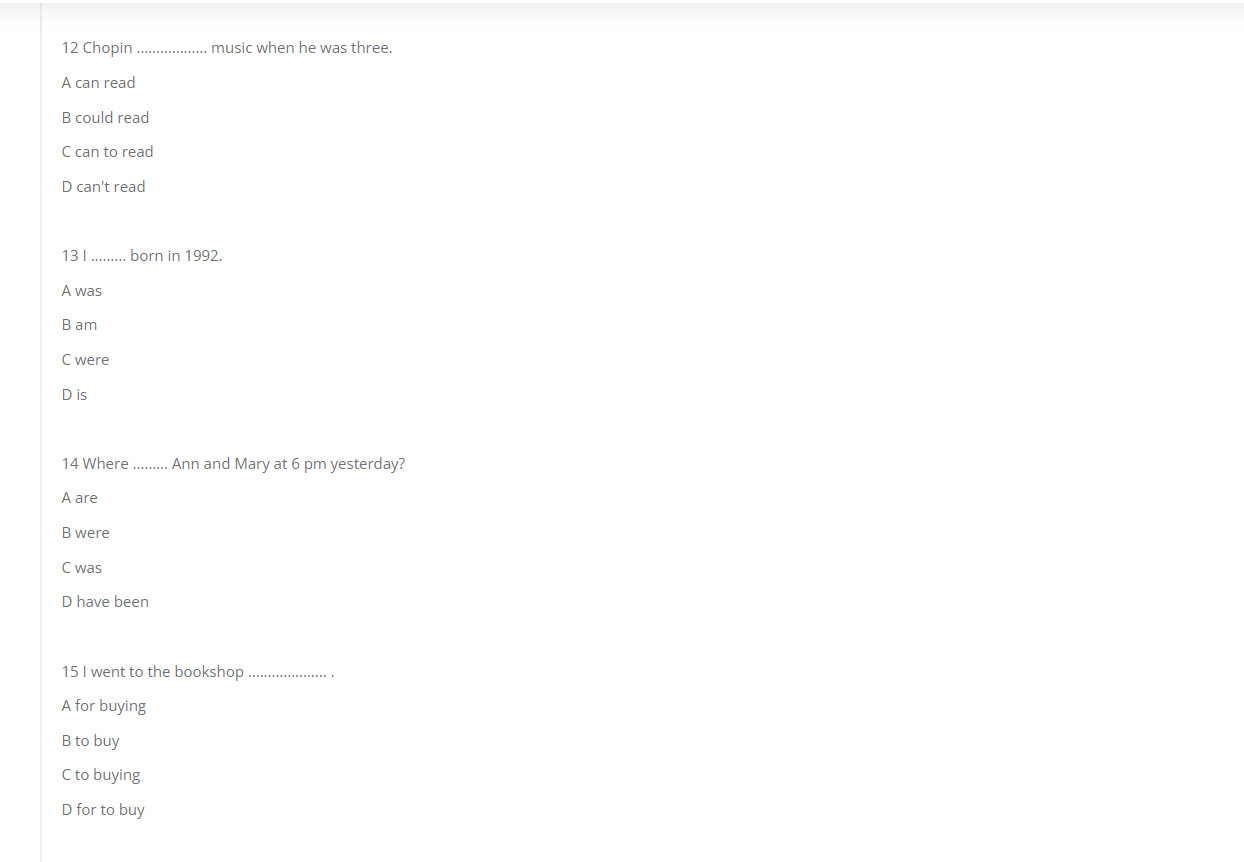 12 Chopin .................. music when he was three.
A can read
B could read
C can to read
D can't read
13 I ......... born in 1992.
A was
B am
C were
D is
14 Where ......... Ann and Mary at 6 pm yesterday?
A are
B were
C was
D have been
15 I went to the bookshop .................... .
A for buying
B to buy
C to buying
D for to buy